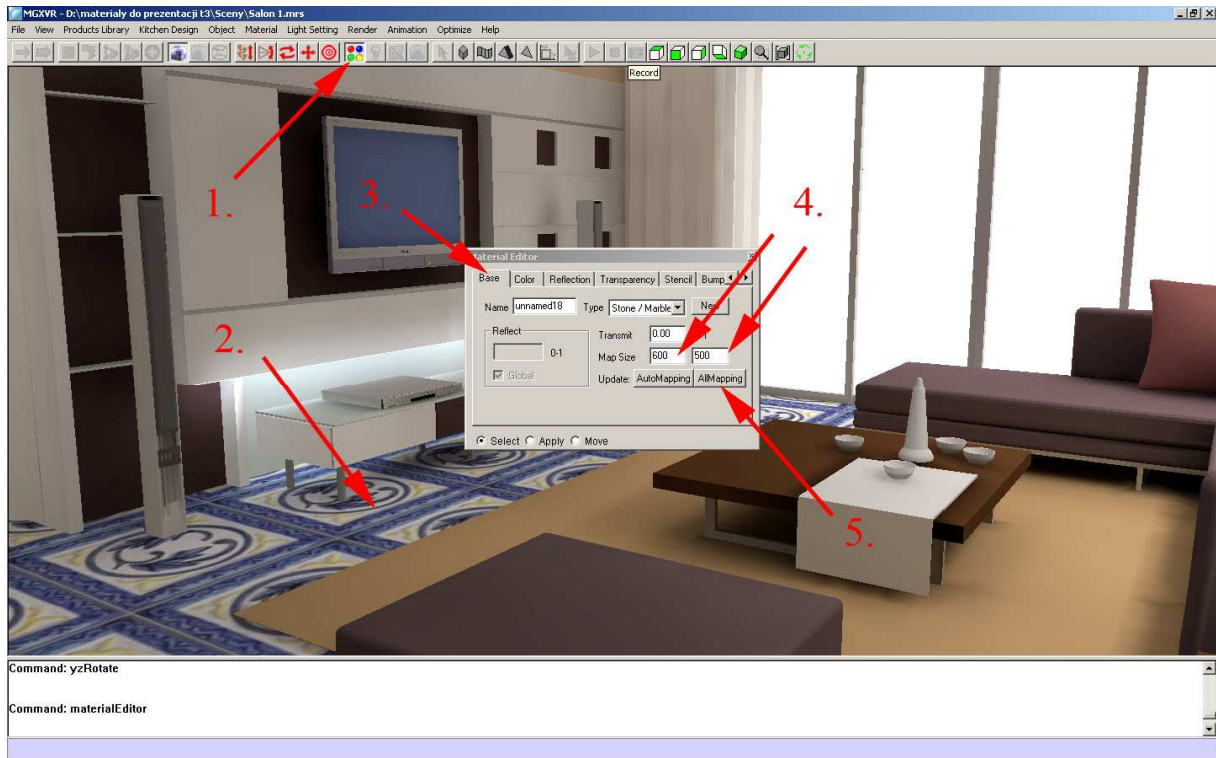 MGXVR - D:\materialy do prezentacji t3\Sceny\Salon 1.mrs
File View Products Library Kitchen Design Object Material Light Setting Render Animation Optimize Help
Record
1.
3.
4.
Material Editor
Base Color Reflection Transparency Stencil Bump
Name unnamed18 Type Stone / Marble New
Reflect Transmit 0.00
0-1 Map Size 600 500
Global Update: AutoMapping AllMapping
2.
Select Apply Move
5.
Command: yzRotate
Command: materialEditor